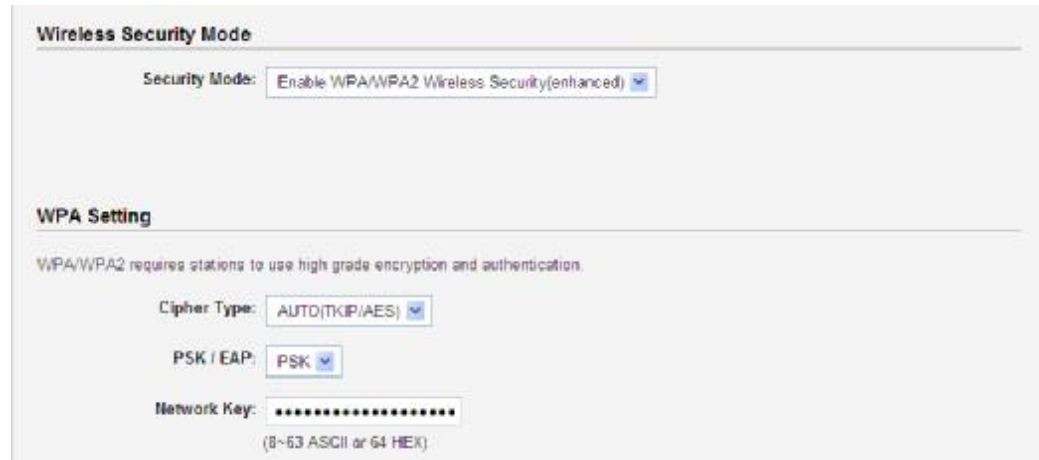 Wireless Security Mode
Security Mode: Enable WPA/WPA2 Wireless Security(enhanced)
WPA Setting
WPA/WPA2 requires stations to use high grade encryption and authentication.
Cipher Type: AUTO(TKIP/AES)
PSK / EAP: PSK
Network Key: •••••••••••••••••••
(8~63 ASCII or 64 HEX)